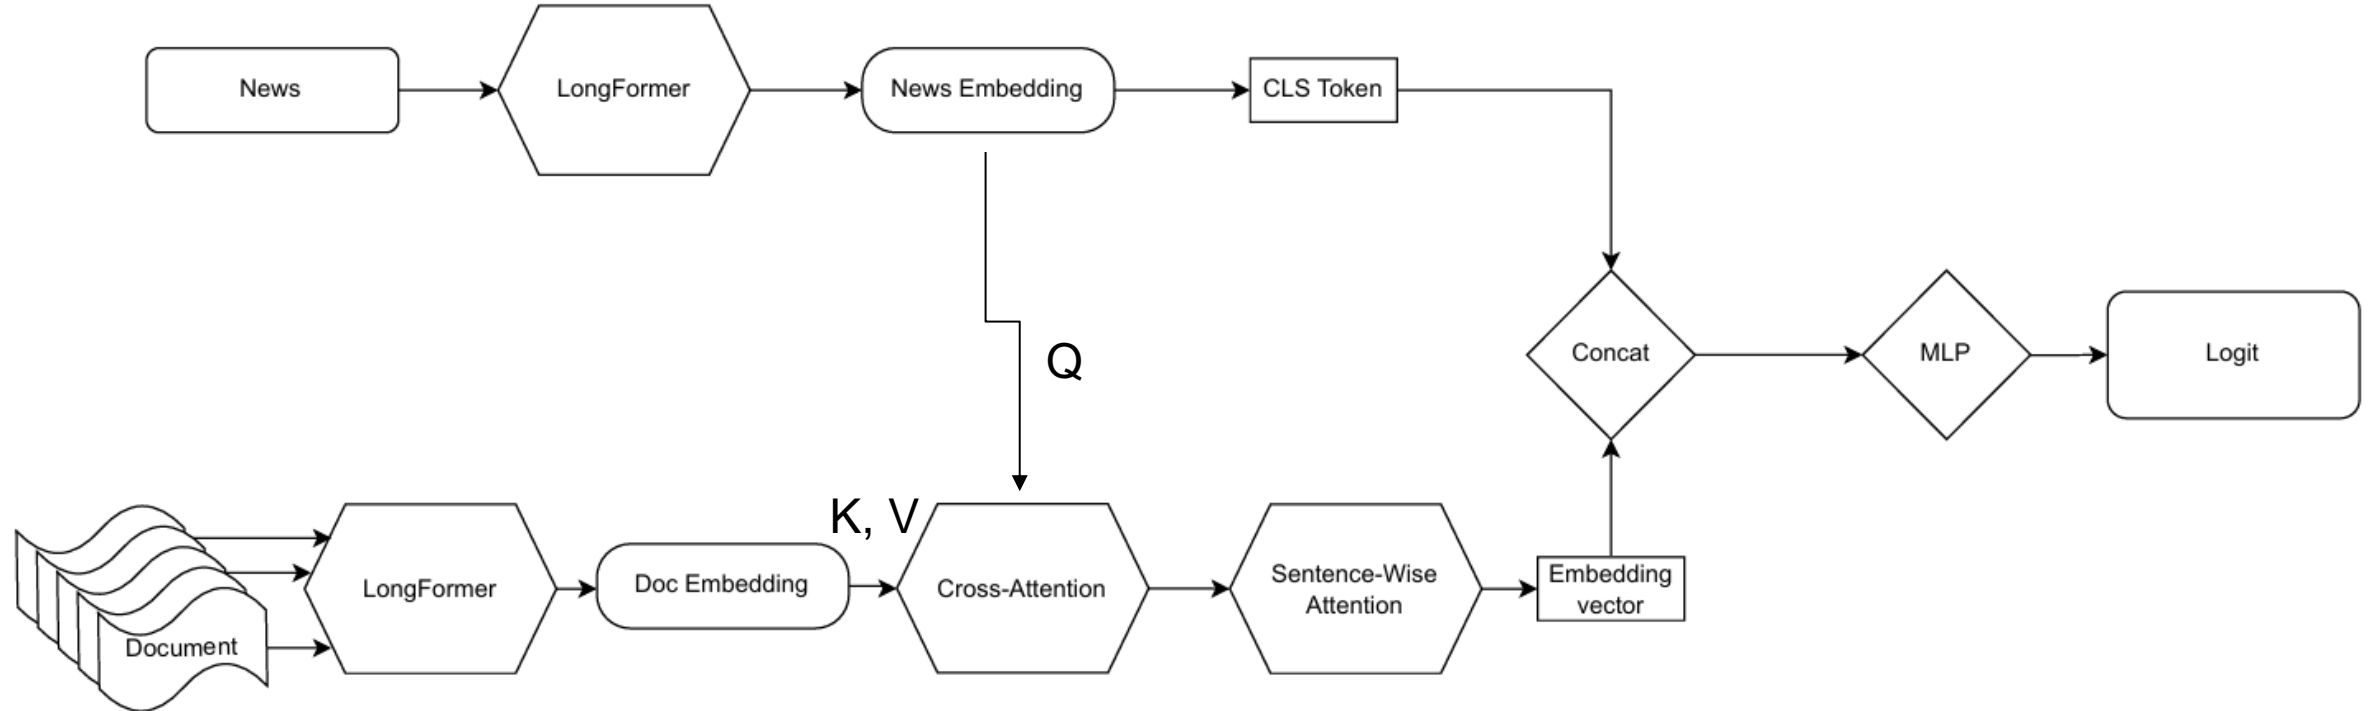 News
LongFormer
News Embedding
CLS Token
Q
Concat
MLP
Logit
K, V
Document
LongFormer
Doc Embedding
Cross-Attention
Sentence-Wise
Attention
Embedding
vector